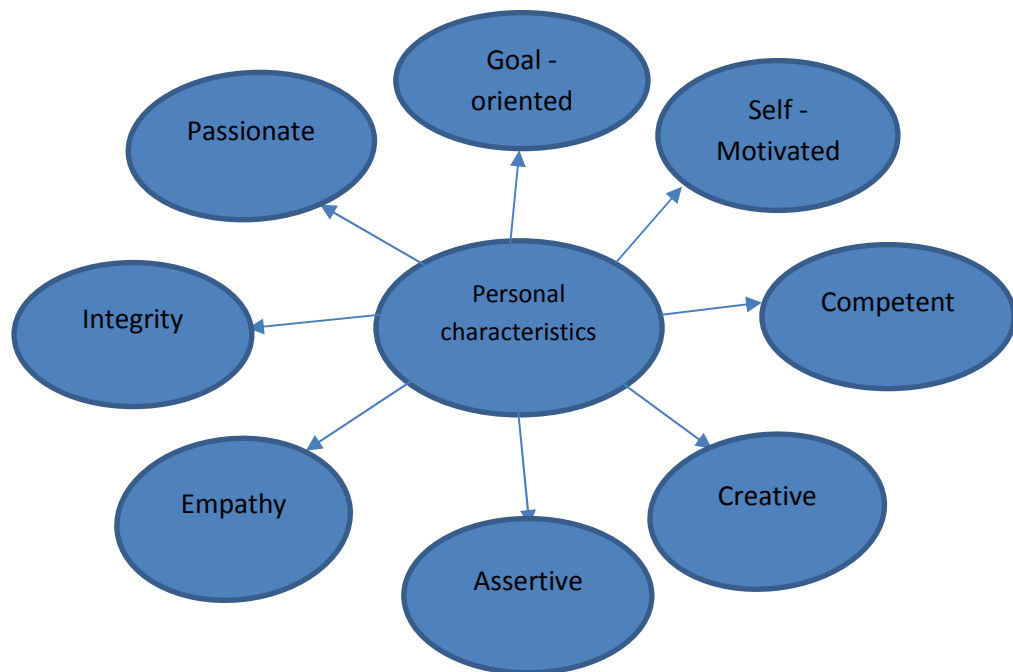 Goal -
oriented
Passionate
Self -
Motivated
Personal
characteristics
Integrity
Competent
Empathy
Creative
Assertive